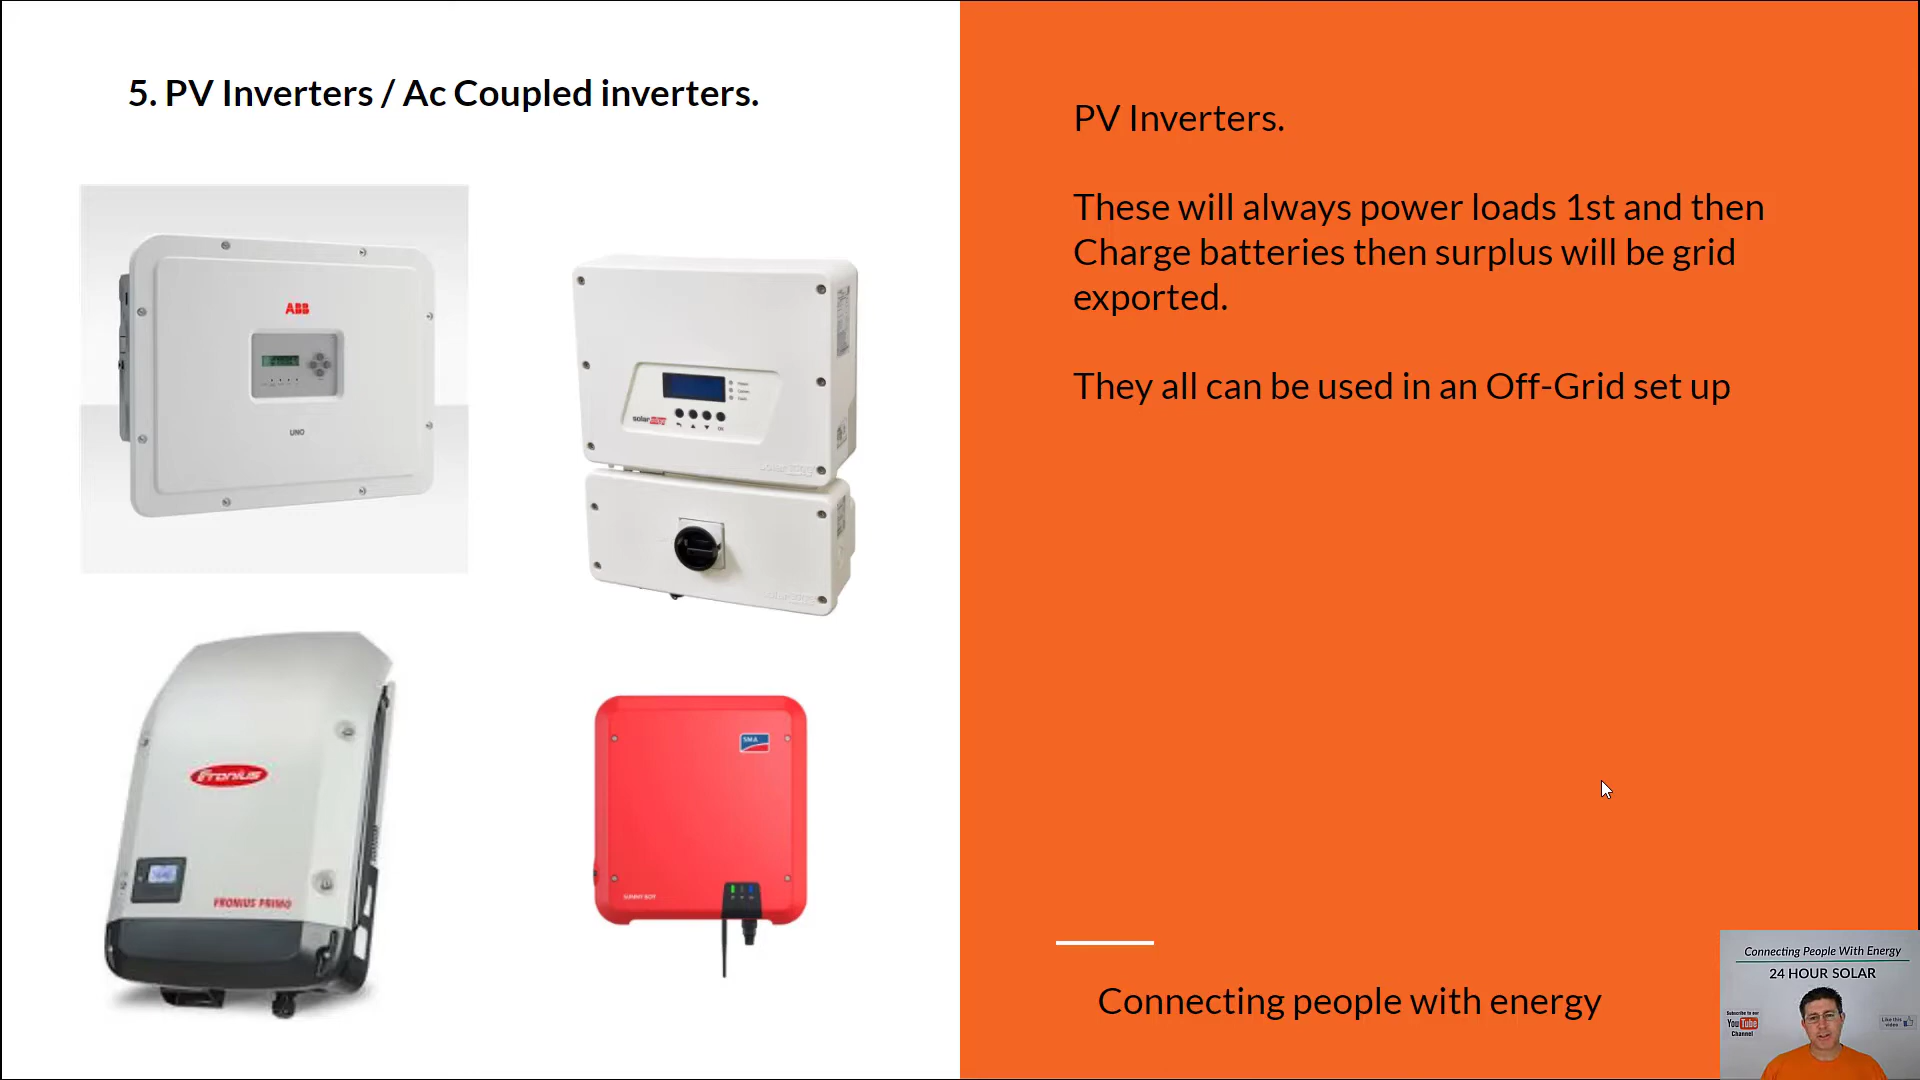 5. PV Inverters / Ac Coupled inverters.
PV Inverters.
These will always power loads 1st and then
Charge batteries then surplus will be grid
exported.
They all can be used in an Off-Grid set up
ABB
UNO
solaredge
Fronius
FRONIUS PRIMO
SMA
SUNNY BOY
Connecting people with energy
Connecting People With Energy
24 HOUR SOLAR
Subscribe to our
YouTube
Channel
Like this
video